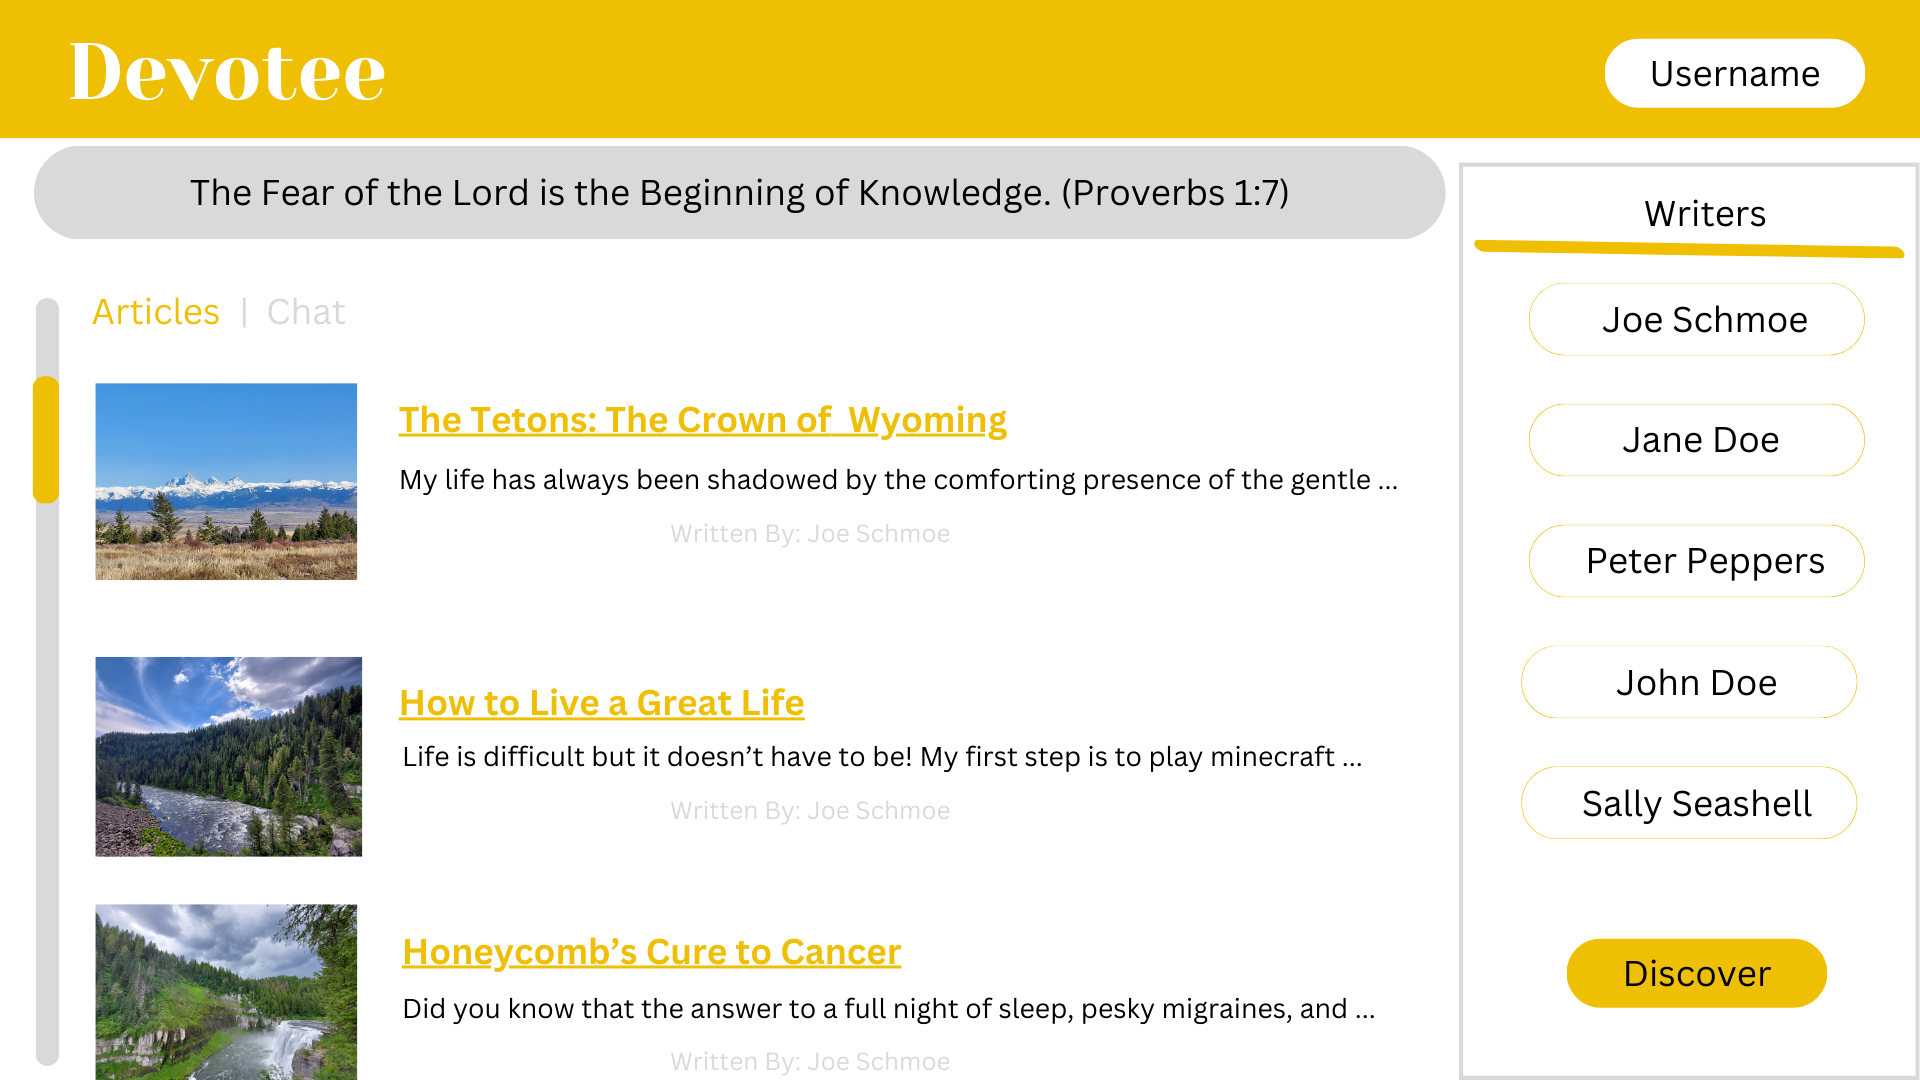 Devotee
Username
The Fear of the Lord is the Beginning of Knowledge. (Proverbs 1:7)
Articles | Chat
The Tetons: The Crown of  Wyoming
My life has always been shadowed by the comforting presence of the gentle ...
Written By: Joe Schmoe
How to Live a Great Life
Life is difficult but it doesn’t have to be! My first step is to play minecraft ...
Written By: Joe Schmoe
Honeycomb’s Cure to Cancer
Did you know that the answer to a full night of sleep, pesky migraines, and ...
Written By: Joe Schmoe
Writers
Joe Schmoe
Jane Doe
Peter Peppers
John Doe
Sally Seashell
Discover